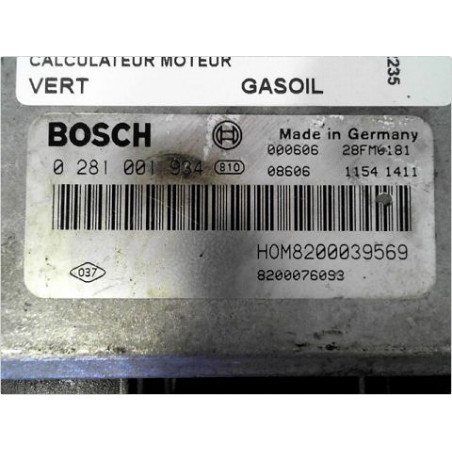 CALCULATEUR MOTEUR
VERT GASOIL
235
BOSCH Made in Germany
0 281 001 934 810 000606 28FM0181
08606 1154 1411
HOM8200039569
037 8200076093